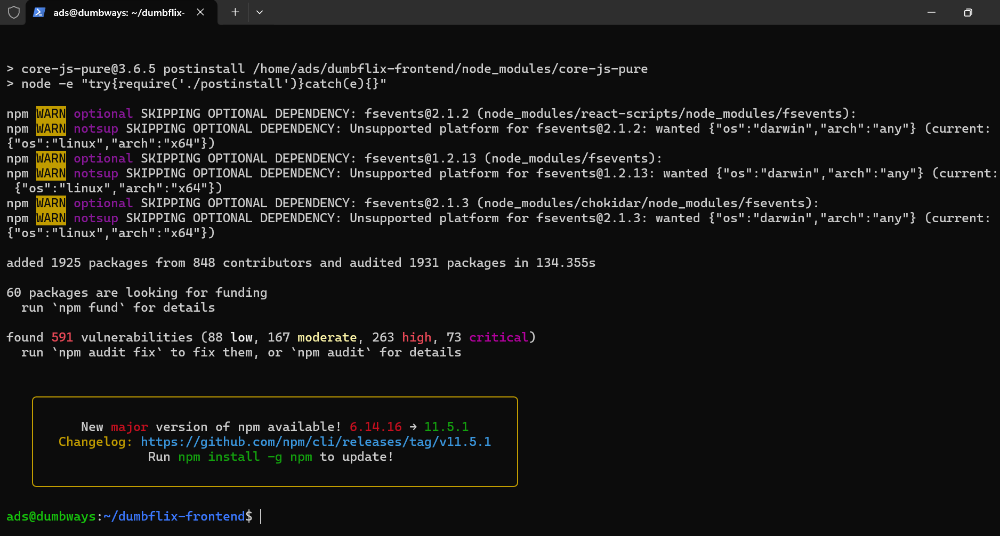 ads@dumbways: ~/dumbflix-
> core-js-pure@3.6.5 postinstall /home/ads/dumbflix-frontend/node_modules/core-js-pure
> node -e "try{require('./postinstall')}catch(e){}"
npm WARN optional SKIPPING OPTIONAL DEPENDENCY: fsevents@2.1.2 (node_modules/react-scripts/node_modules/fsevents):
npm WARN notsup SKIPPING OPTIONAL DEPENDENCY: Unsupported platform for fsevents@2.1.2: wanted {"os":"darwin","arch":"any"} (current:
{"os":"linux","arch":"x64"})
npm WARN optional SKIPPING OPTIONAL DEPENDENCY: fsevents@1.2.13 (node_modules/fsevents):
npm WARN notsup SKIPPING OPTIONAL DEPENDENCY: Unsupported platform for fsevents@1.2.13: wanted {"os":"darwin","arch":"any"} (current:
{"os":"linux","arch":"x64"})
npm WARN optional SKIPPING OPTIONAL DEPENDENCY: fsevents@2.1.3 (node_modules/chokidar/node_modules/fsevents):
npm WARN notsup SKIPPING OPTIONAL DEPENDENCY: Unsupported platform for fsevents@2.1.3: wanted {"os":"darwin","arch":"any"} (current:
{"os":"linux","arch":"x64"})
added 1925 packages from 848 contributors and audited 1931 packages in 134.355s
60 packages are looking for funding
run `npm fund` for details
found 591 vulnerabilities (88 low, 167 moderate, 263 high, 73 critical)
run `npm audit fix` to fix them, or `npm audit` for details
New major version of npm available! 6.14.16 → 11.5.1
Changelog: https://github.com/npm/cli/releases/tag/v11.5.1
Run npm install -g npm to update!
ads@dumbways:~/dumbflix-frontend$